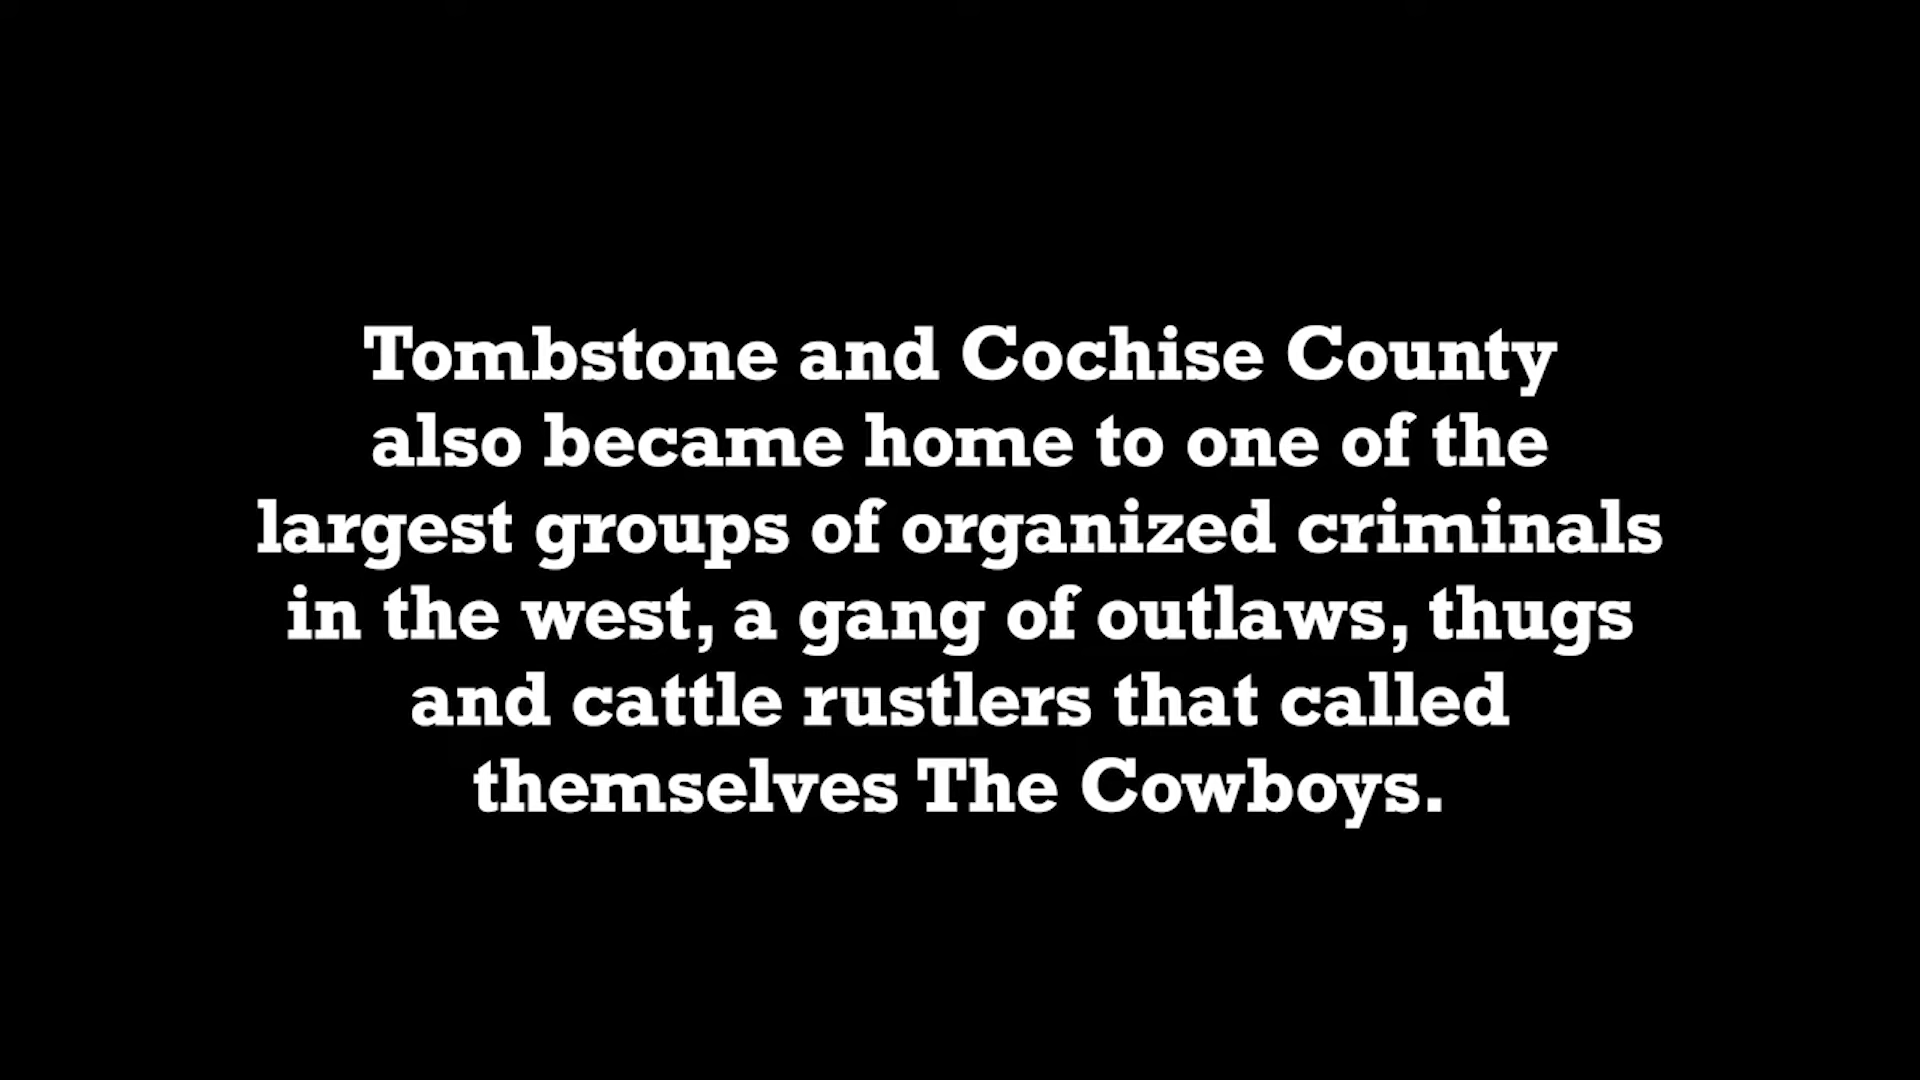 Tombstone and Cochise County
also became home to one of the
largest groups of organized criminals
in the west, a gang of outlaws, thugs
and cattle rustlers that called
themselves The Cowboys.